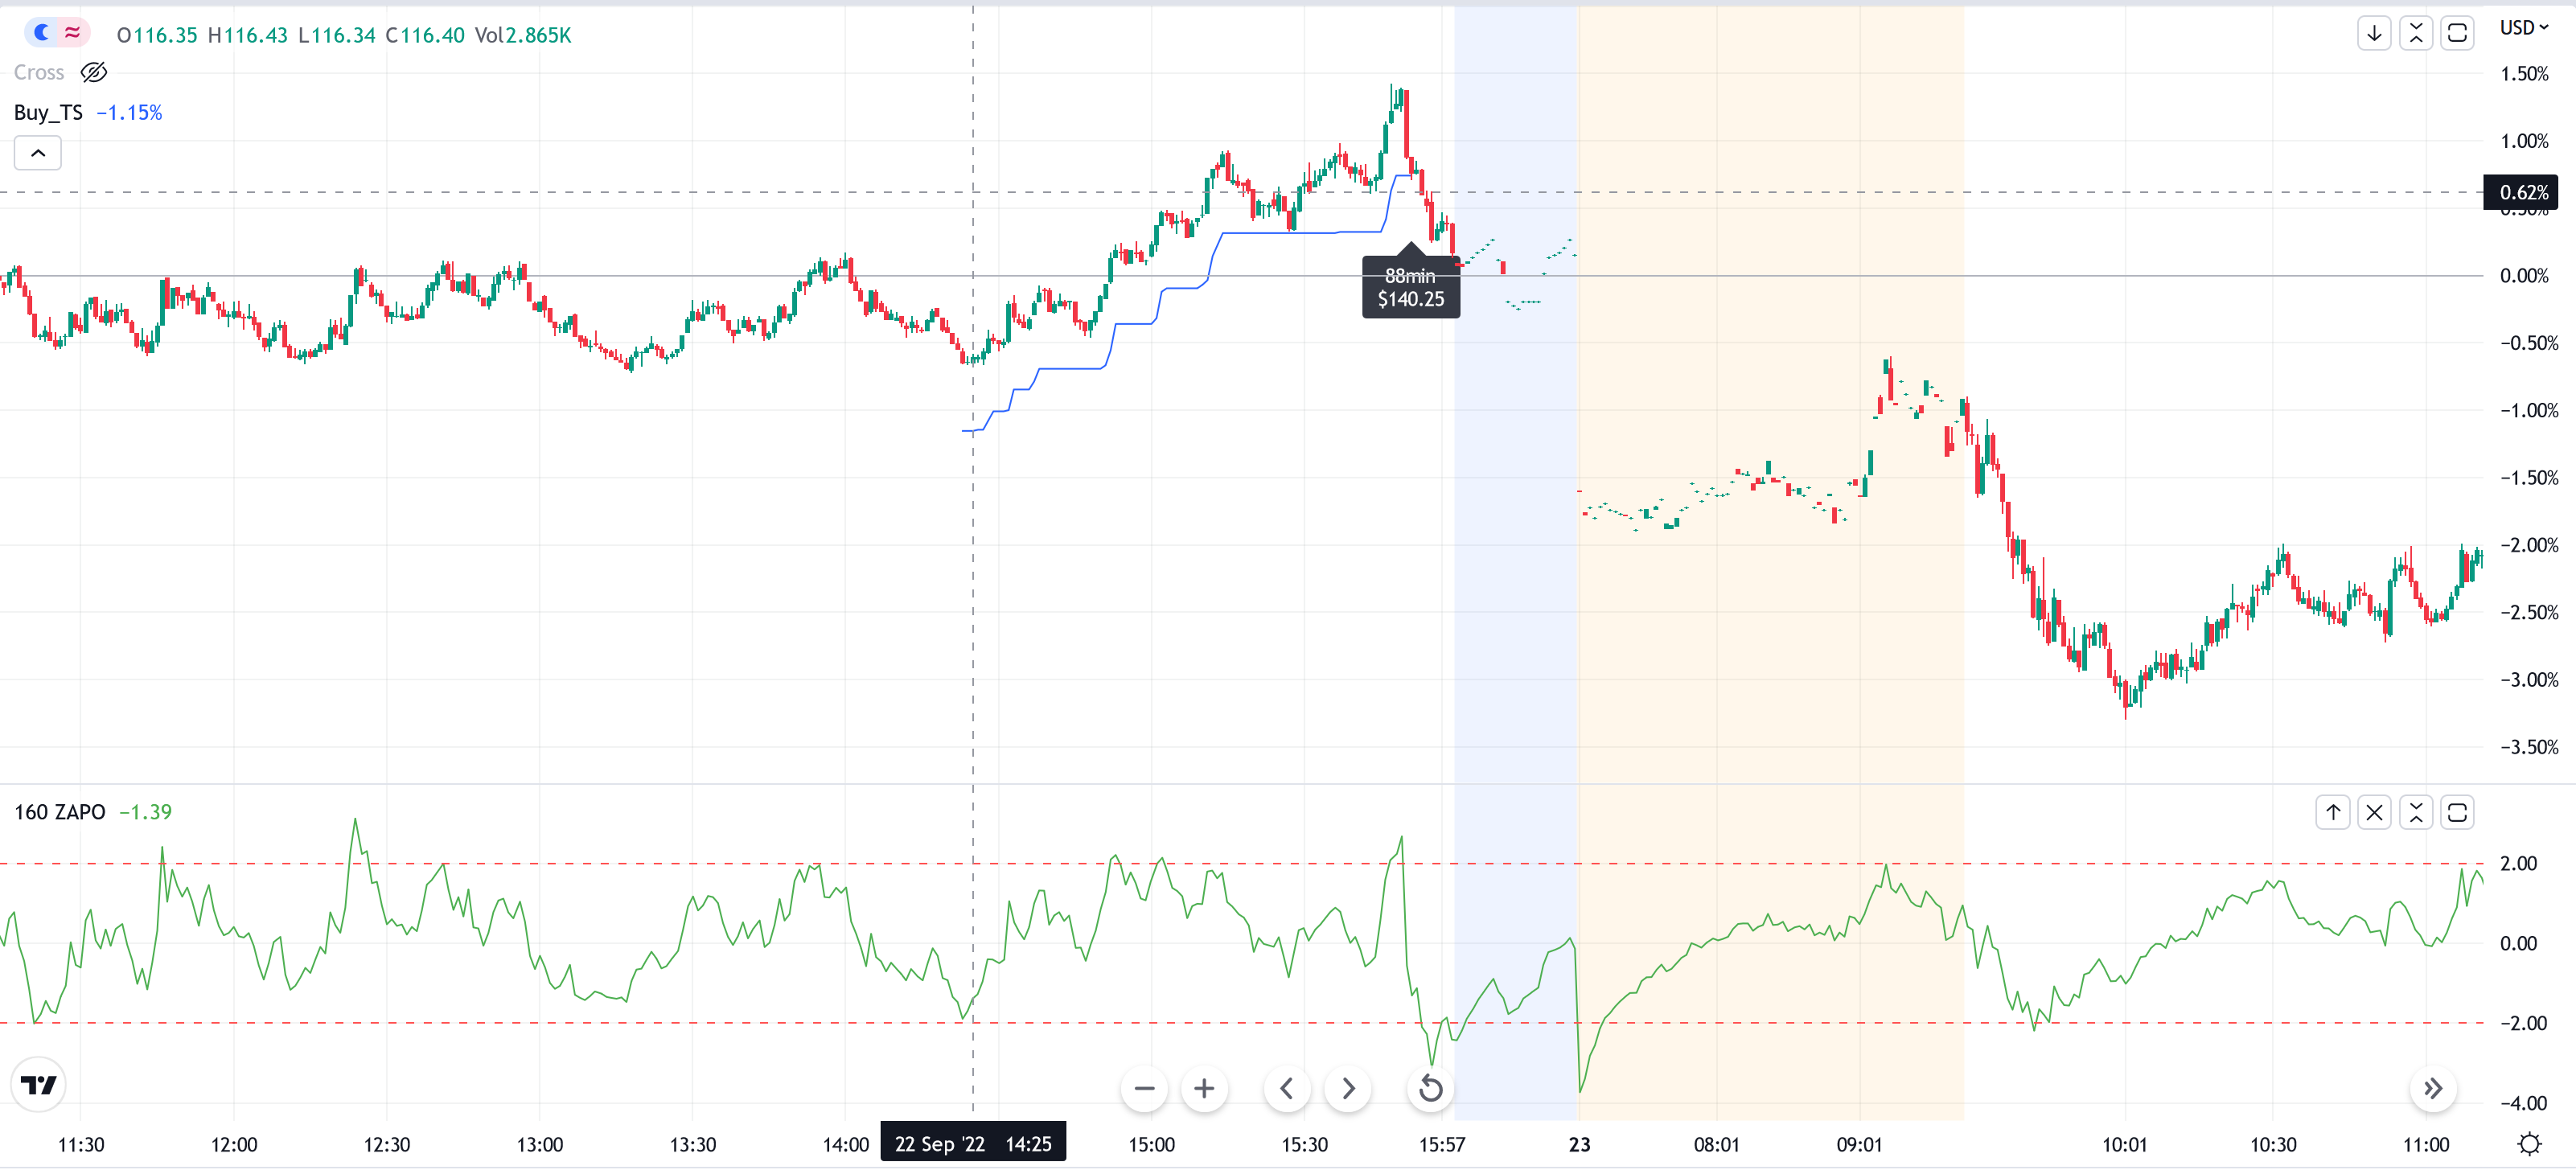 O116.35 H116.43 L116.34 C116.40 Vol2.865K
USD
Cross
Buy_TS −1.15%
1.50%
1.00%
0.62%
0.50%
0.00%
−0.50%
−1.00%
−1.50%
−2.00%
−2.50%
−3.00%
−3.50%
88min
$140.25
160 ZAPO −1.39
2.00
0.00
−2.00
−4.00
11:30 12:00 12:30 13:00 13:30 14:00 22 Sep '22 14:25 15:00 15:30 15:57 23 08:01 09:01 10:01 10:30 11:00